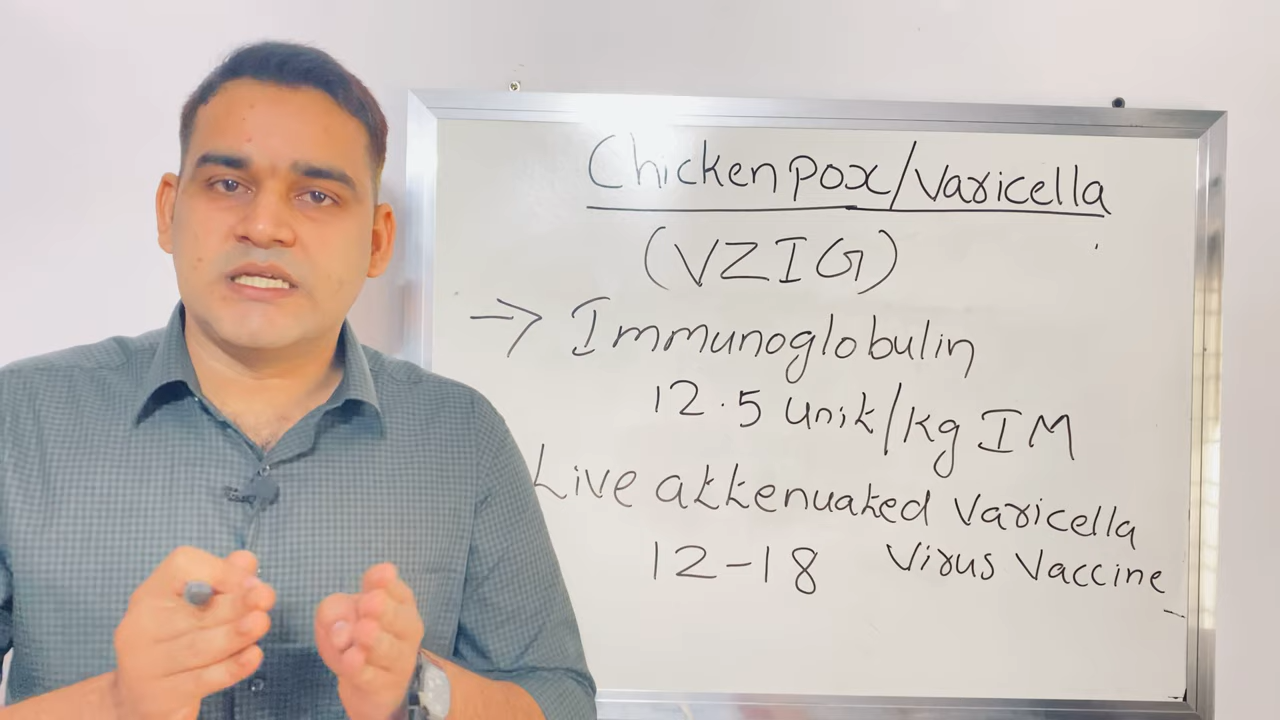 Chickenpox/Varicella
(VZIG)
→ Immunoglobulin
12.5 unit/kg IM
Live attenuated Varicella
12-18 Virus Vaccine